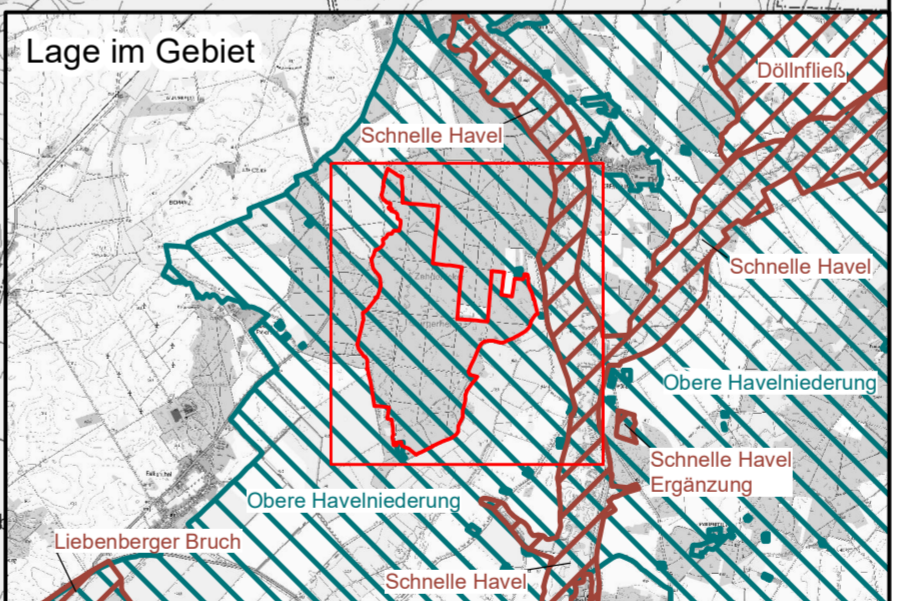 Lage im Gebiet
Döllnfließ
Schnelle Havel
Schnelle Havel
Obere Havelniederung
Schnelle Havel
Ergänzung
Obere Havelniederung
Liebenberger Bruch
Schnelle Havel